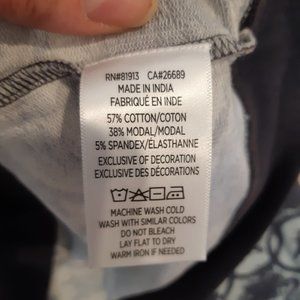 RN#81913 CA#26689
MADE IN INDIA
FABRIQUÉ EN INDE
57% COTTON/COTON
38% MODAL/MODAL
5% SPANDEX/ÉLASTHANNE
EXCLUSIVE OF DECORATION
EXCLUSION DES DÉCORATIONS
MACHINE WASH COLD
WASH WITH SIMILAR COLORS
DO NOT BLEACH
LAY FLAT TO DRY
WARM IRON IF NEEDED